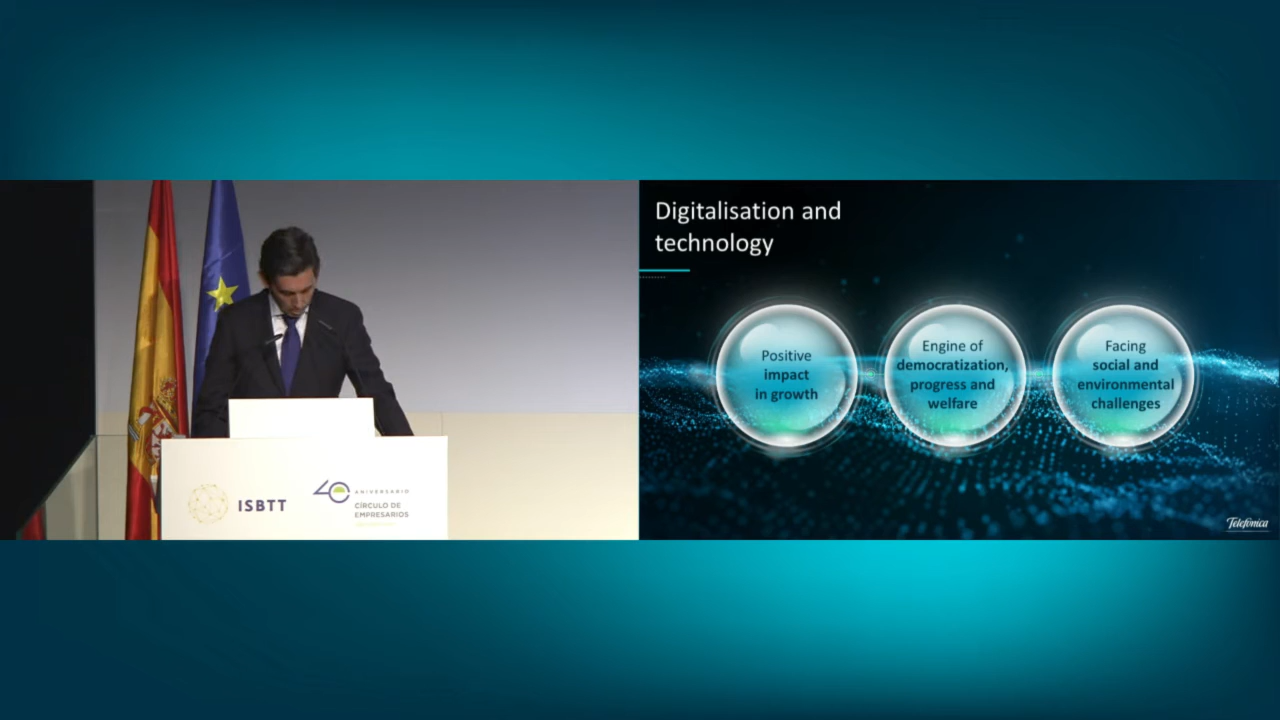 Digitalisation and
technology
Positive
impact
in growth
Engine of
democratization,
progress and
welfare
Facing
social and
environmental
challenges
Telefónica
ISBTT
40 ANIVERSARIO
CÍRCULO DE
EMPRESARIOS